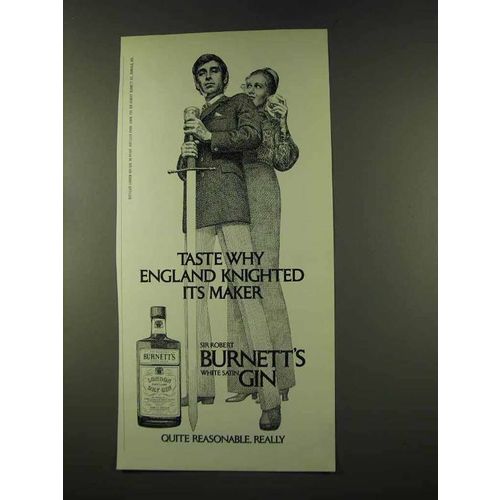 TASTE WHY
ENGLAND KNIGHTED
ITS MAKER
SIR ROBERT
BURNETT'S
WHITE SATIN GIN
BURNETT'S
LONDON
DRY GIN
QUITE REASONABLE, REALLY